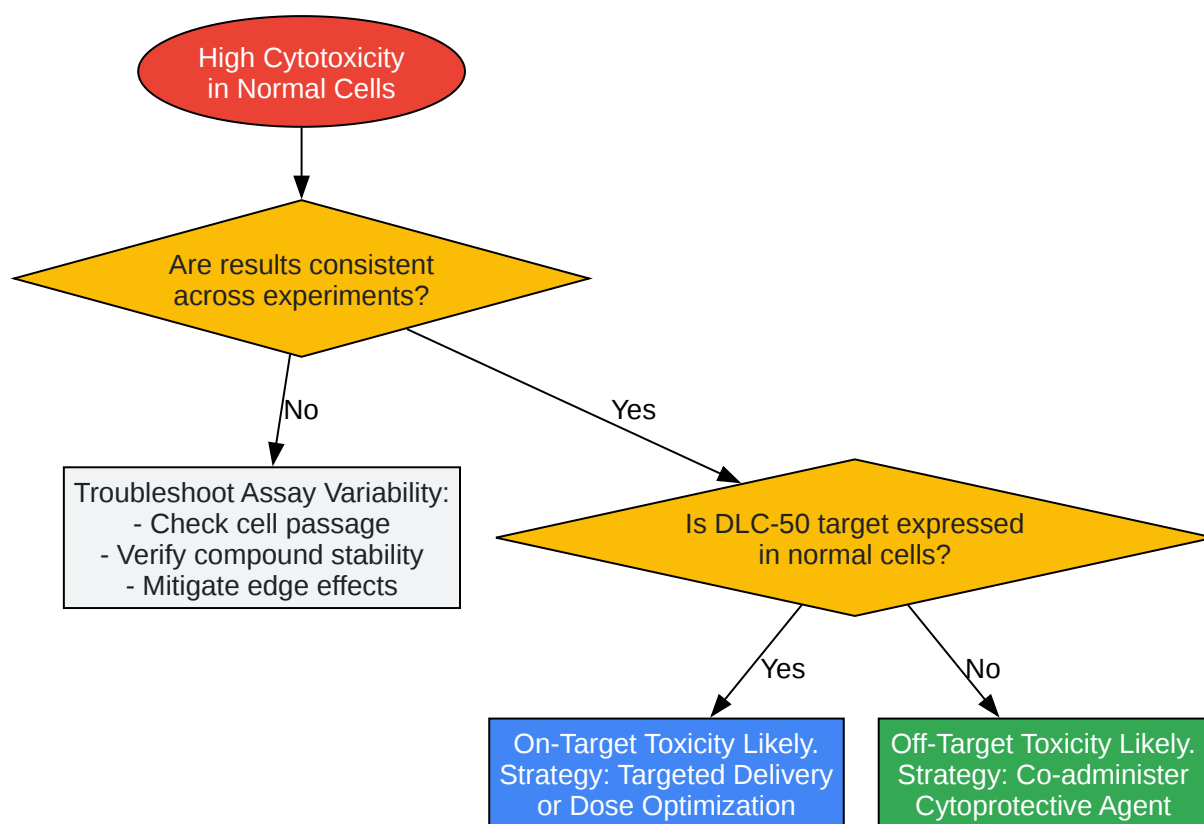 High Cytotoxicity
in Normal Cells
Are results consistent
across experiments?
No
Yes
Troubleshoot Assay Variability:
- Check cell passage
- Verify compound stability
- Mitigate edge effects
Is DLC-50 target expressed
in normal cells?
Yes
No
On-Target Toxicity Likely.
Strategy: Targeted Delivery
or Dose Optimization
Off-Target Toxicity Likely.
Strategy: Co-administer
Cytoprotective Agent